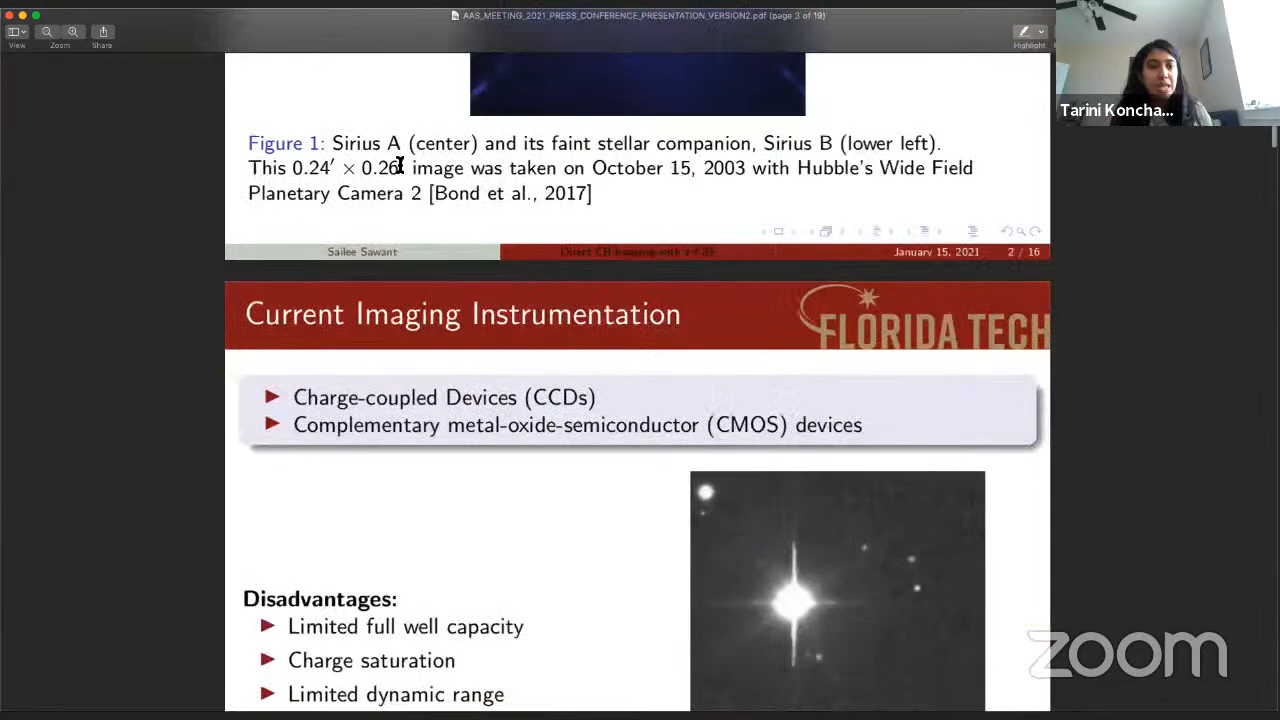 AAS_MEETING_2021_PRESS_CONFERENCE_PRESENTATION_VERSION2.pdf (page 3 of 19)
View
Zoom
Share
Highlight
Tarini Koncha...
Figure 1: Sirius A (center) and its faint stellar companion, Sirius B (lower left).
This 0.24′ × 0.26 image was taken on October 15, 2003 with Hubble's Wide Field
Planetary Camera 2 [Bond et al., 2017]
Sailee Sawant
January 15, 2021
2 / 16
Current Imaging Instrumentation
FLORIDA TECH
Charge-coupled Devices (CCDs)
Complementary metal-oxide-semiconductor (CMOS) devices
Disadvantages:
Limited full well capacity
Charge saturation
Limited dynamic range
zoom